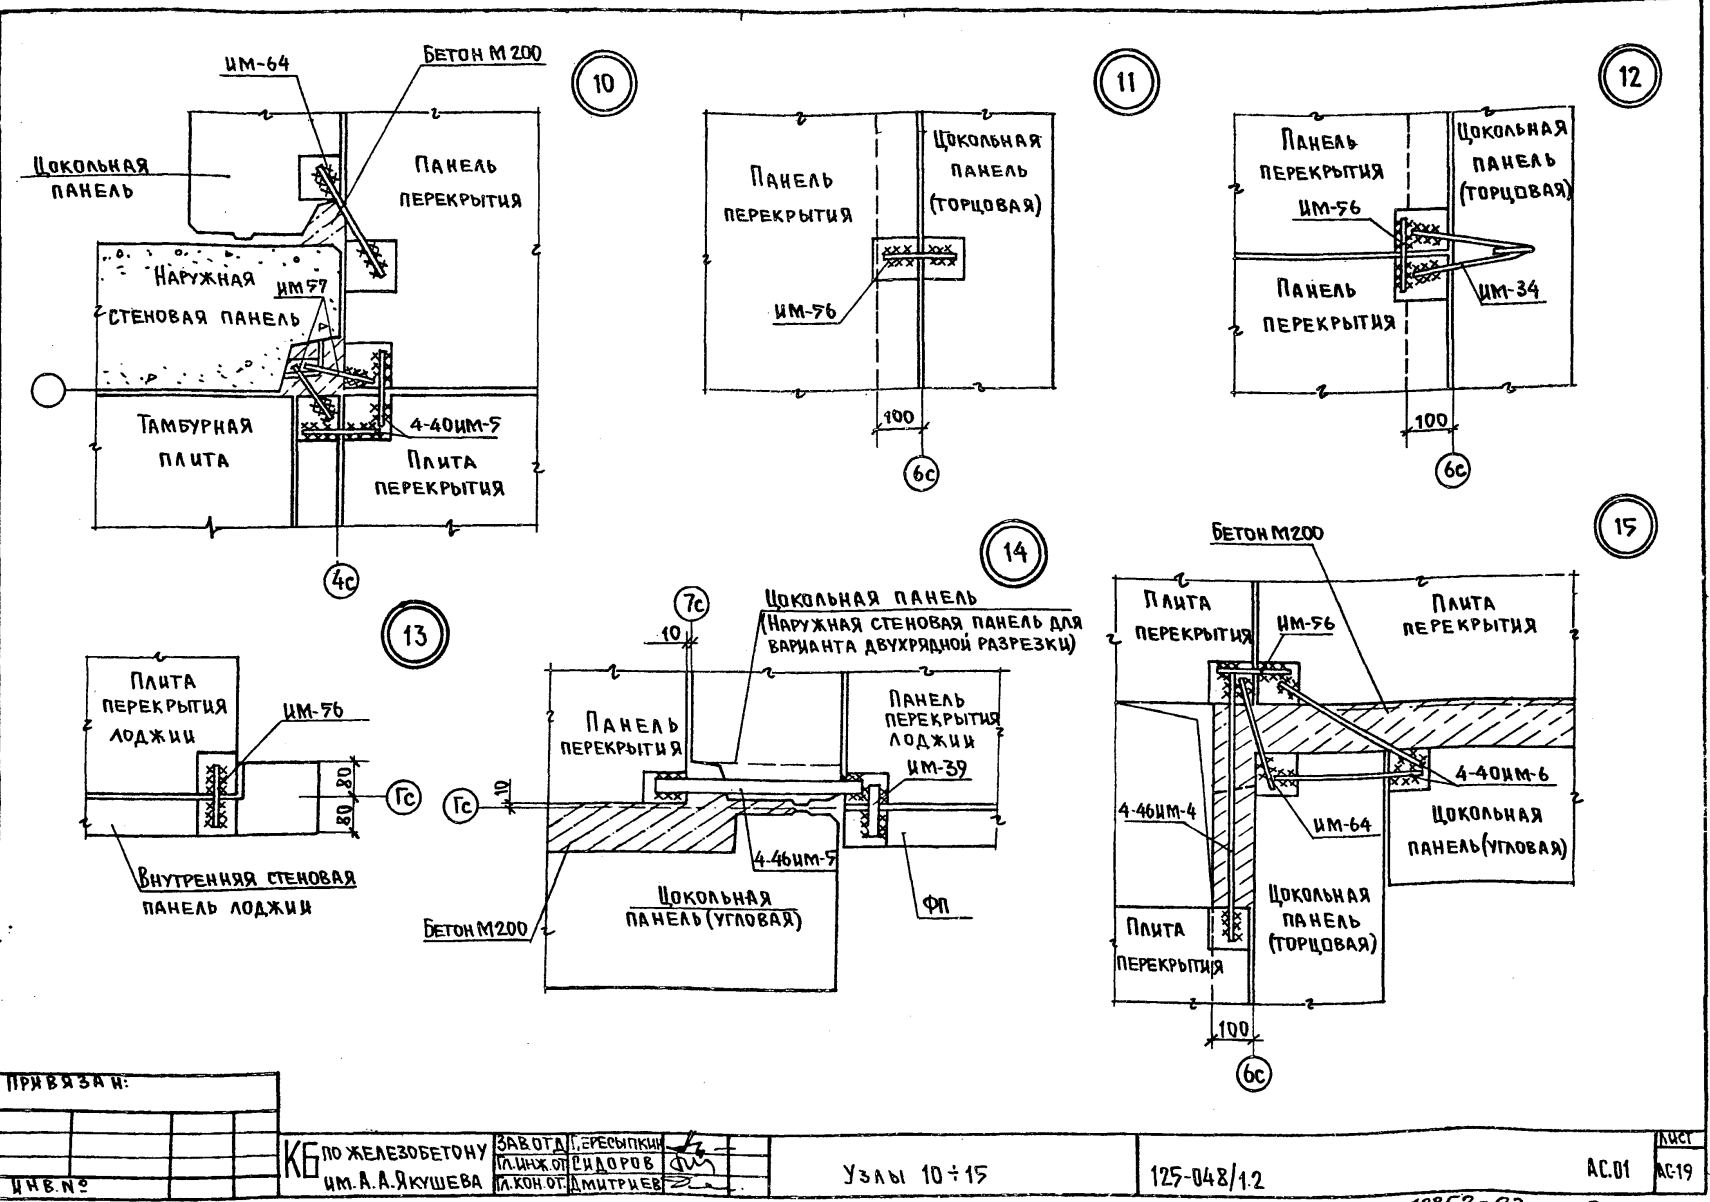 10
ИМ-64
БЕТОН М200
ЦОКОЛЬНАЯ
ПАНЕЛЬ
ПАНЕЛЬ
ПЕРЕКРЫТИЯ
НАРУЖНАЯ
ИМ57
СТЕНОВАЯ ПАНЕЛЬ
ТАМБУРНАЯ
ПЛИТА
4-40ИМ-5
ПЛИТА
ПЕРЕКРЫТИЯ
4с
11
ПАНЕЛЬ
ПЕРЕКРЫТИЯ
ЦОКОЛЬНАЯ
ПАНЕЛЬ
(ТОРЦОВАЯ)
ИМ-56
100
6с
12
ПАНЕЛЬ
ПЕРЕКРЫТИЯ
ЦОКОЛЬНАЯ
ПАНЕЛЬ
(ТОРЦОВАЯ)
ИМ-56
ИМ-34
ПАНЕЛЬ
ПЕРЕКРЫТИЯ
100
6с
13
ПЛИТА
ПЕРЕКРЫТИЯ
ЛОДЖИИ
ИМ-56
80
80
Гс
ВНУТРЕННЯЯ СТЕНОВАЯ
ПАНЕЛЬ ЛОДЖИИ
14
7с
10
ЦОКОЛЬНАЯ ПАНЕЛЬ
(НАРУЖНАЯ СТЕНОВАЯ ПАНЕЛЬ ДЛЯ
ВАРИАНТА ДВУХРЯДНОЙ РАЗРЕЗКИ)
ПАНЕЛЬ
ПЕРЕКРЫТИЯ
ПАНЕЛЬ
ПЕРЕКРЫТИЯ
ЛОДЖИИ
ИМ-39
10
Гс
4-46ИМ-5
ЦОКОЛЬНАЯ
ПАНЕЛЬ (УГЛОВАЯ)
БЕТОН М200
ФП
15
БЕТОН М200
ПЛИТА
ПЕРЕКРЫТИЯ
ИМ-56
ПЛИТА
ПЕРЕКРЫТИЯ
4-40ИМ-6
4-46ИМ-4
ИМ-64
ЦОКОЛЬНАЯ
ПАНЕЛЬ (УГЛОВАЯ)
ЦОКОЛЬНАЯ
ПАНЕЛЬ
(ТОРЦОВАЯ)
ПЛИТА
ПЕРЕКРЫТИЯ
100
6с
ПРИВЯЗАН:
ИНВ.№
КБ ПО ЖЕЛЕЗОБЕТОНУ
ИМ. А.А.ЯКУШЕВА
ЗАВ.ОТД
ГЛ.ИНЖ.ОТ СИДОРОВ
ГЛ.КОН.ОТ. ДМИТРИЕВ
УЗЛЫ 10÷15
125-048/1.2
АС.01
ЛИСТ
АС-19